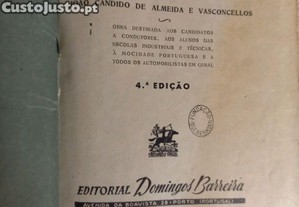 CustoJusto.pt
JOÃO CANDIDO DE ALMEIDA E VASCONCELLOS
OBRA DESTINADA AOS CANDIDATOS
A CONDUTORES, AOS ALUNOS DAS
ESCOLAS INDUSTRIAIS E TÉCNICAS,
À MOCIDADE PORTUGUESA E A
TODOS OS AUTOMOBILISTAS EM GERAL
4.ª EDIÇÃO
EDITORIAL Domingos Barreira
AVENIDA DA BOAVISTA, PORTO (PORTUGAL)